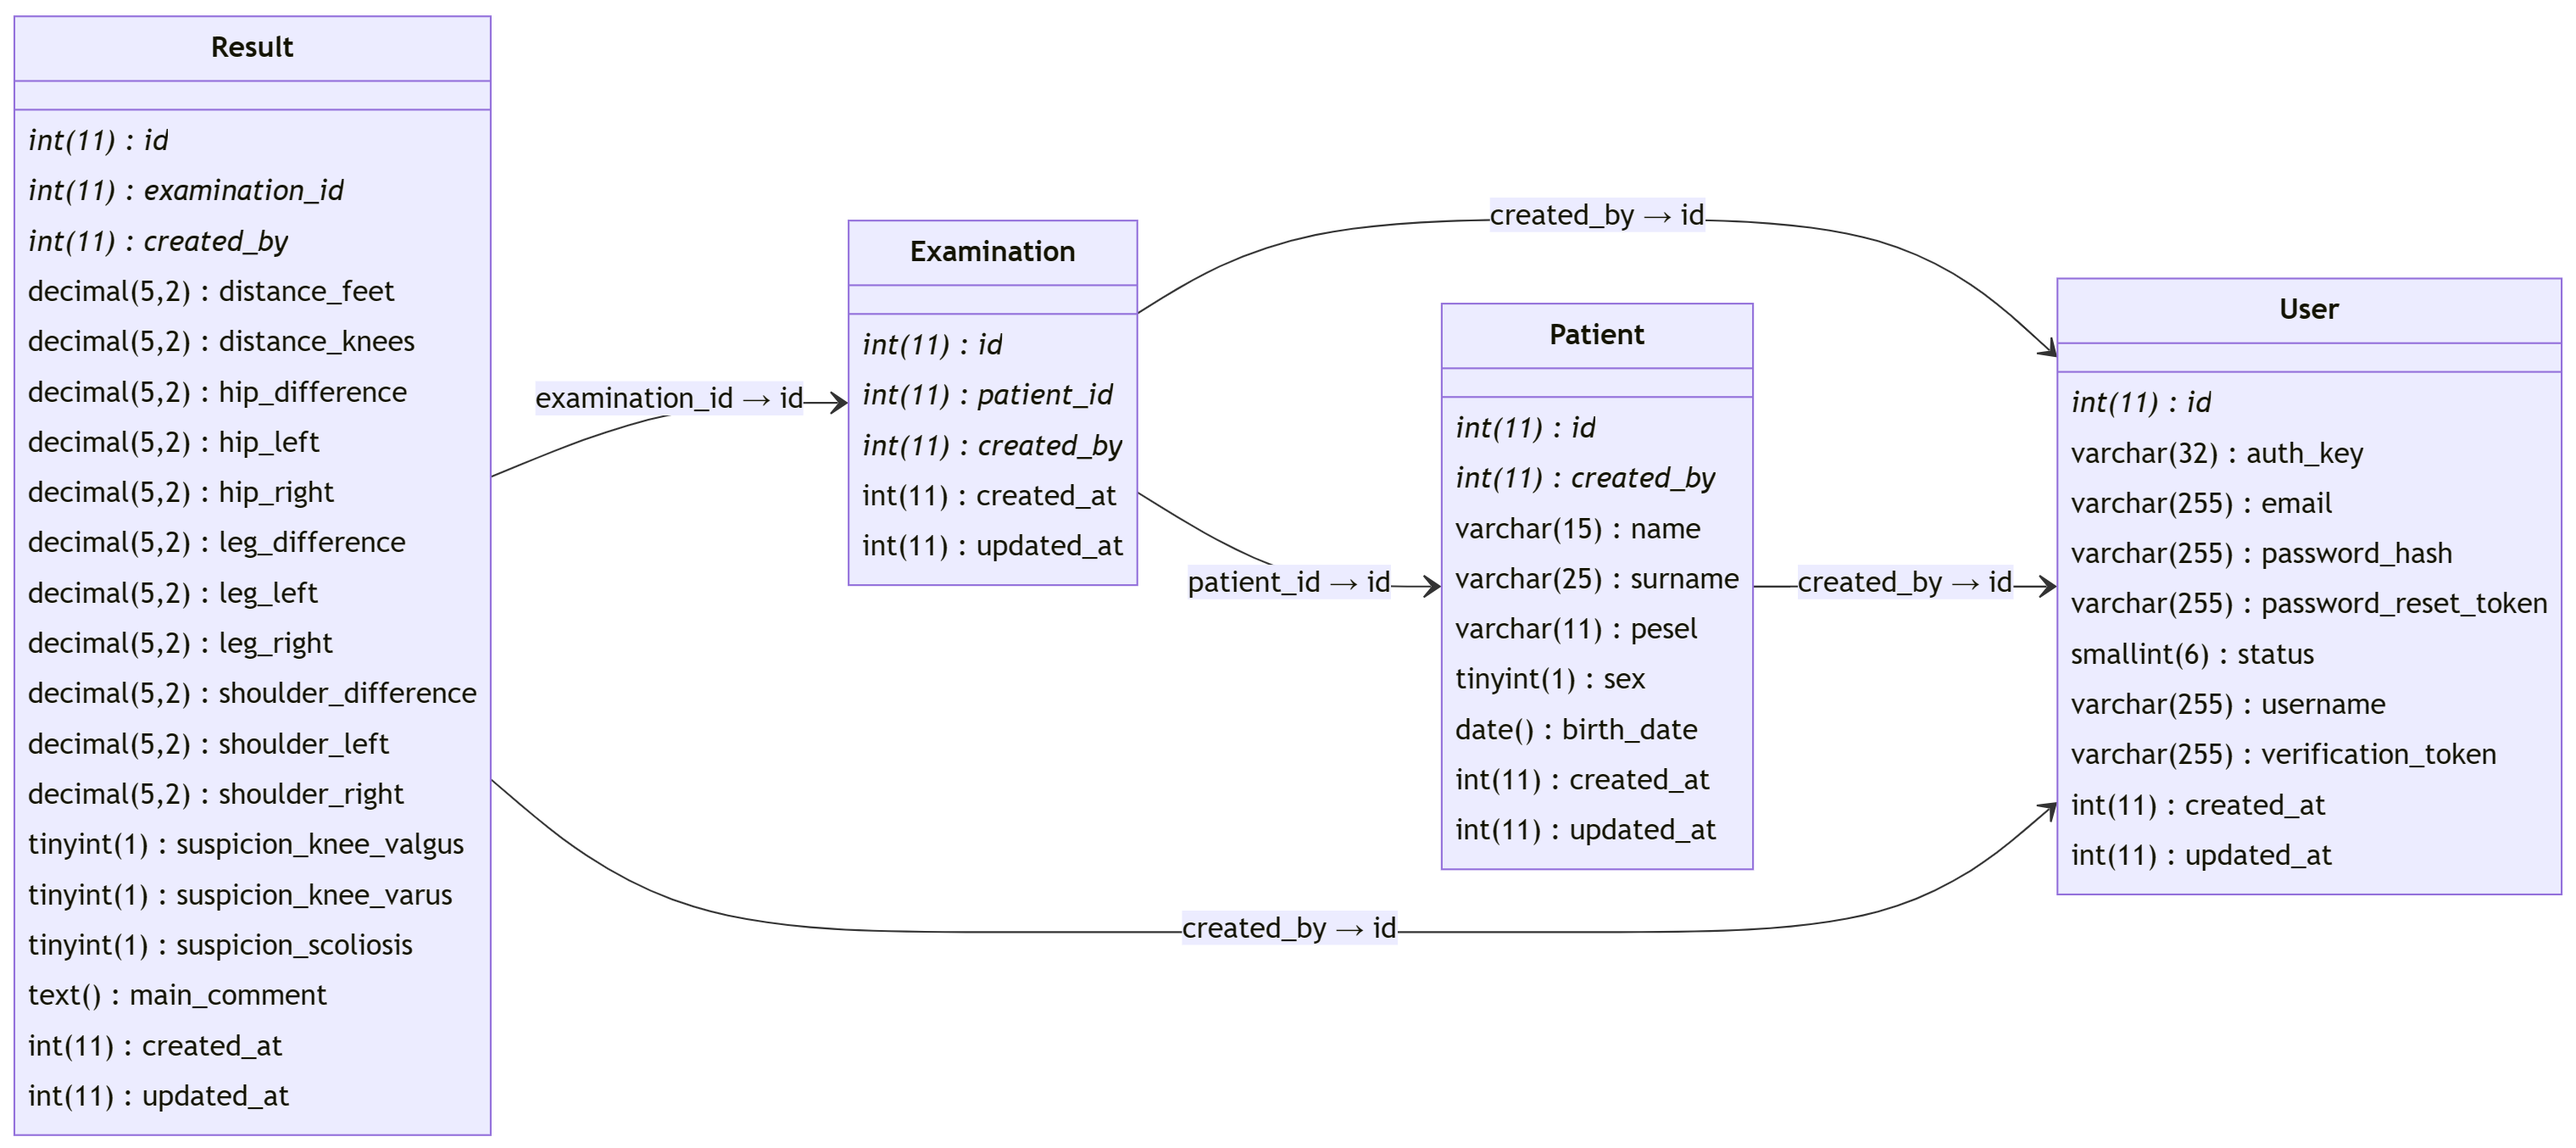 Result
int(11) : id
int(11) : examination_id
int(11) : created_by
decimal(5,2) : distance_feet
decimal(5,2) : distance_knees
decimal(5,2) : hip_difference
decimal(5,2) : hip_left
decimal(5,2) : hip_right
decimal(5,2) : leg_difference
decimal(5,2) : leg_left
decimal(5,2) : leg_right
decimal(5,2) : shoulder_difference
decimal(5,2) : shoulder_left
decimal(5,2) : shoulder_right
tinyint(1) : suspicion_knee_valgus
tinyint(1) : suspicion_knee_varus
tinyint(1) : suspicion_scoliosis
text() : main_comment
int(11) : created_at
int(11) : updated_at
examination_id → id
Examination
int(11) : id
int(11) : patient_id
int(11) : created_by
int(11) : created_at
int(11) : updated_at
created_by → id
patient_id → id
created_by → id
Patient
int(11) : id
int(11) : created_by
varchar(15) : name
varchar(25) : surname
varchar(11) : pesel
tinyint(1) : sex
date() : birth_date
int(11) : created_at
int(11) : updated_at
created_by → id
User
int(11) : id
varchar(32) : auth_key
varchar(255) : email
varchar(255) : password_hash
varchar(255) : password_reset_token
smallint(6) : status
varchar(255) : username
varchar(255) : verification_token
int(11) : created_at
int(11) : updated_at